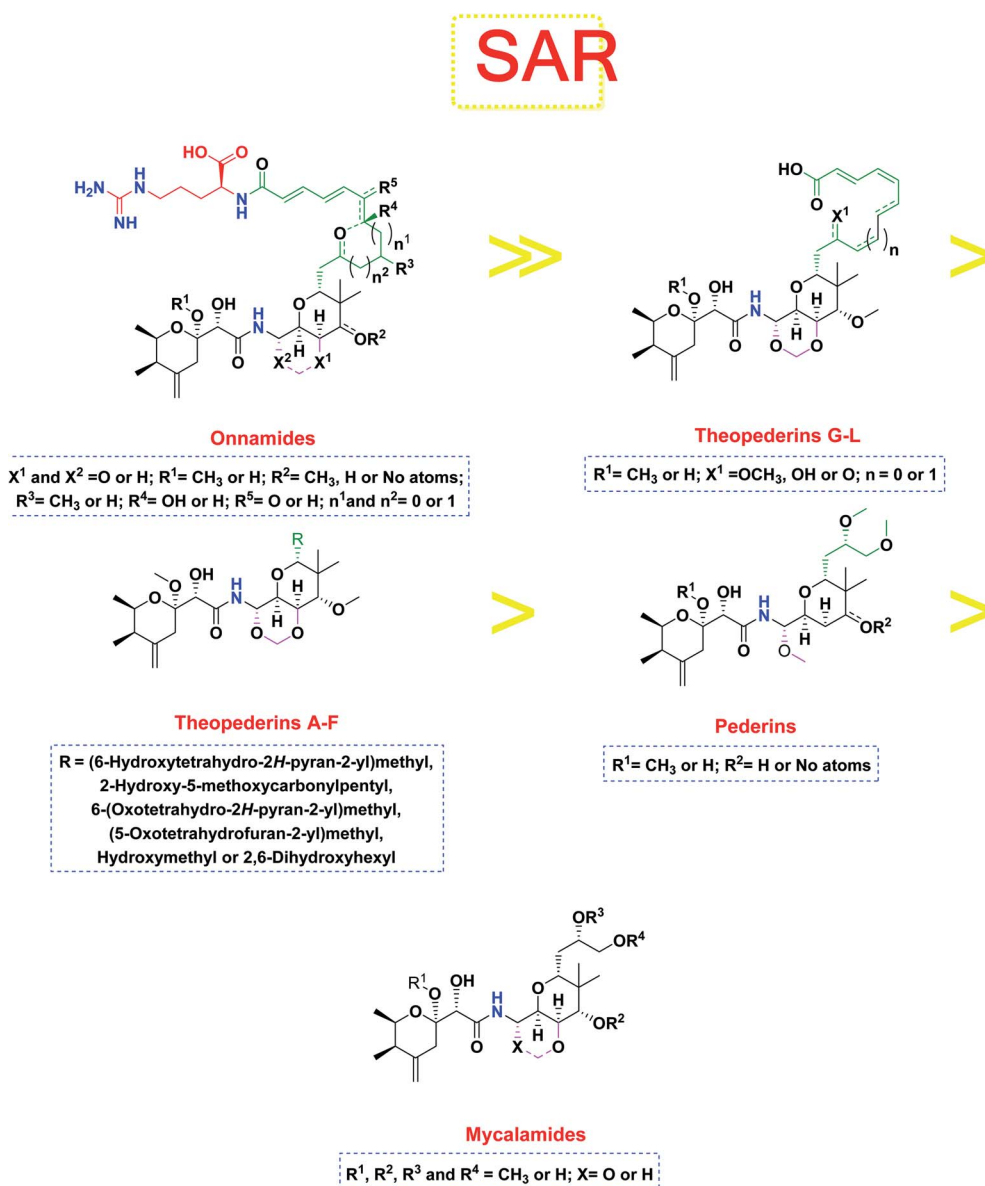 SAR
HO O
H₂N H N NH N H O R⁵ R⁴ O n¹ n² R³
R¹ O OH O O H N O H O OR² X² X¹
>>
HO O X¹ n
R¹ O OH O O H N O H H O O O
>
Onnamides
X¹ and X² =O or H; R¹= CH₃ or H; R²= CH₃, H or No atoms;
R³= CH₃ or H; R⁴= OH or H; R⁵= O or H; n¹and n²= 0 or 1
Theopederins G-L
R¹= CH₃ or H; X¹ =OCH₃, OH or O; n = 0 or 1
R
O OH O O H N O H H O O O
>
O O
R¹ O OH O O H N O H O OR²
>
Theopederins A-F
R = (6-Hydroxytetrahydro-2H-pyran-2-yl)methyl,
2-Hydroxy-5-methoxycarbonylpentyl,
6-(Oxotetrahydro-2H-pyran-2-yl)methyl,
(5-Oxotetrahydrofuran-2-yl)methyl,
Hydroxymethyl or 2,6-Dihydroxyhexyl
Pederins
R¹= CH₃ or H; R²= H or No atoms
OR³
OR⁴
R¹ O OH O O H N O H H OR² X O
Mycalamides
R¹, R², R³ and R⁴ = CH₃ or H; X= O or H